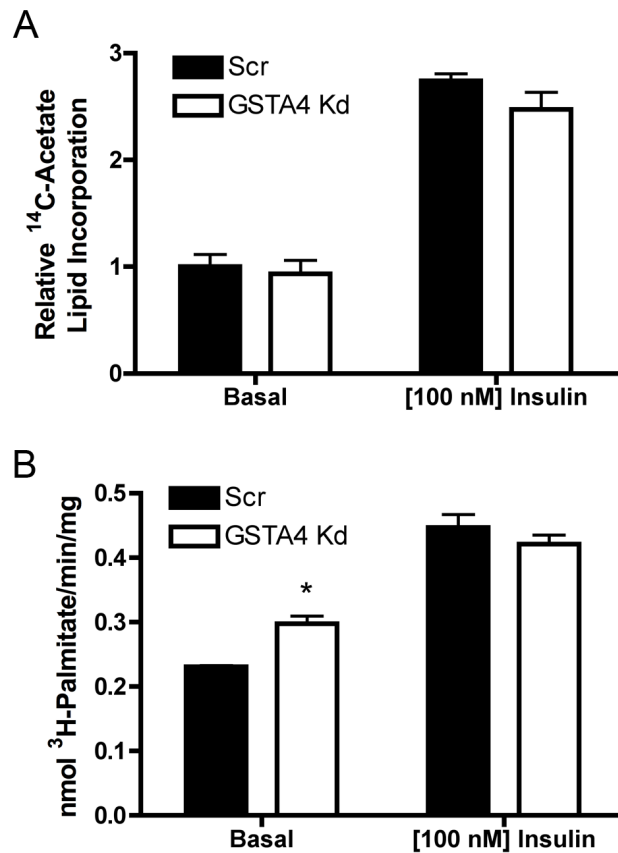 A
Relative ¹⁴C-Acetate
Lipid Incorporation
3
2
1
0
Scr
GSTA4 Kd
Basal
[100 nM] Insulin
B
nmol ³H-Palmitate/min/mg
0.5
0.4
0.3
0.2
0.1
0.0
Scr
GSTA4 Kd
*
Basal
[100 nM] Insulin